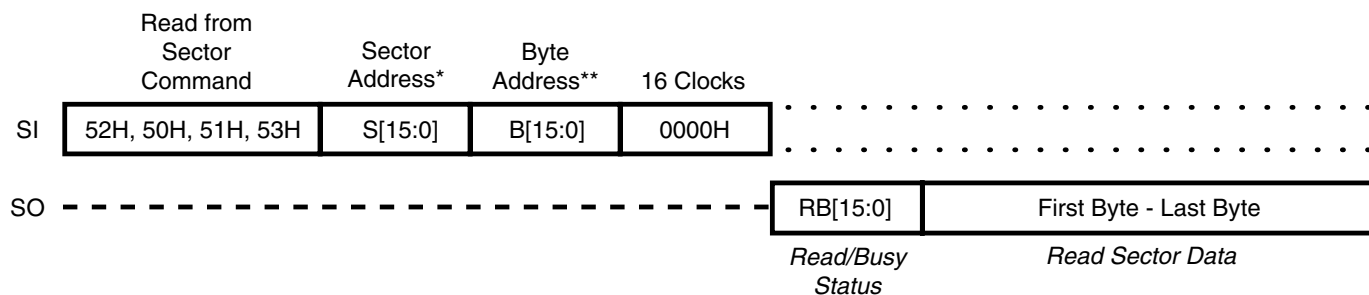 Read from
Sector
Command
Sector
Address*
Byte
Address**
16 Clocks
SI
52H, 50H, 51H, 53H
S[15:0]
B[15:0]
0000H
SO
RB[15:0]
First Byte - Last Byte
Read/Busy
Status
Read Sector Data